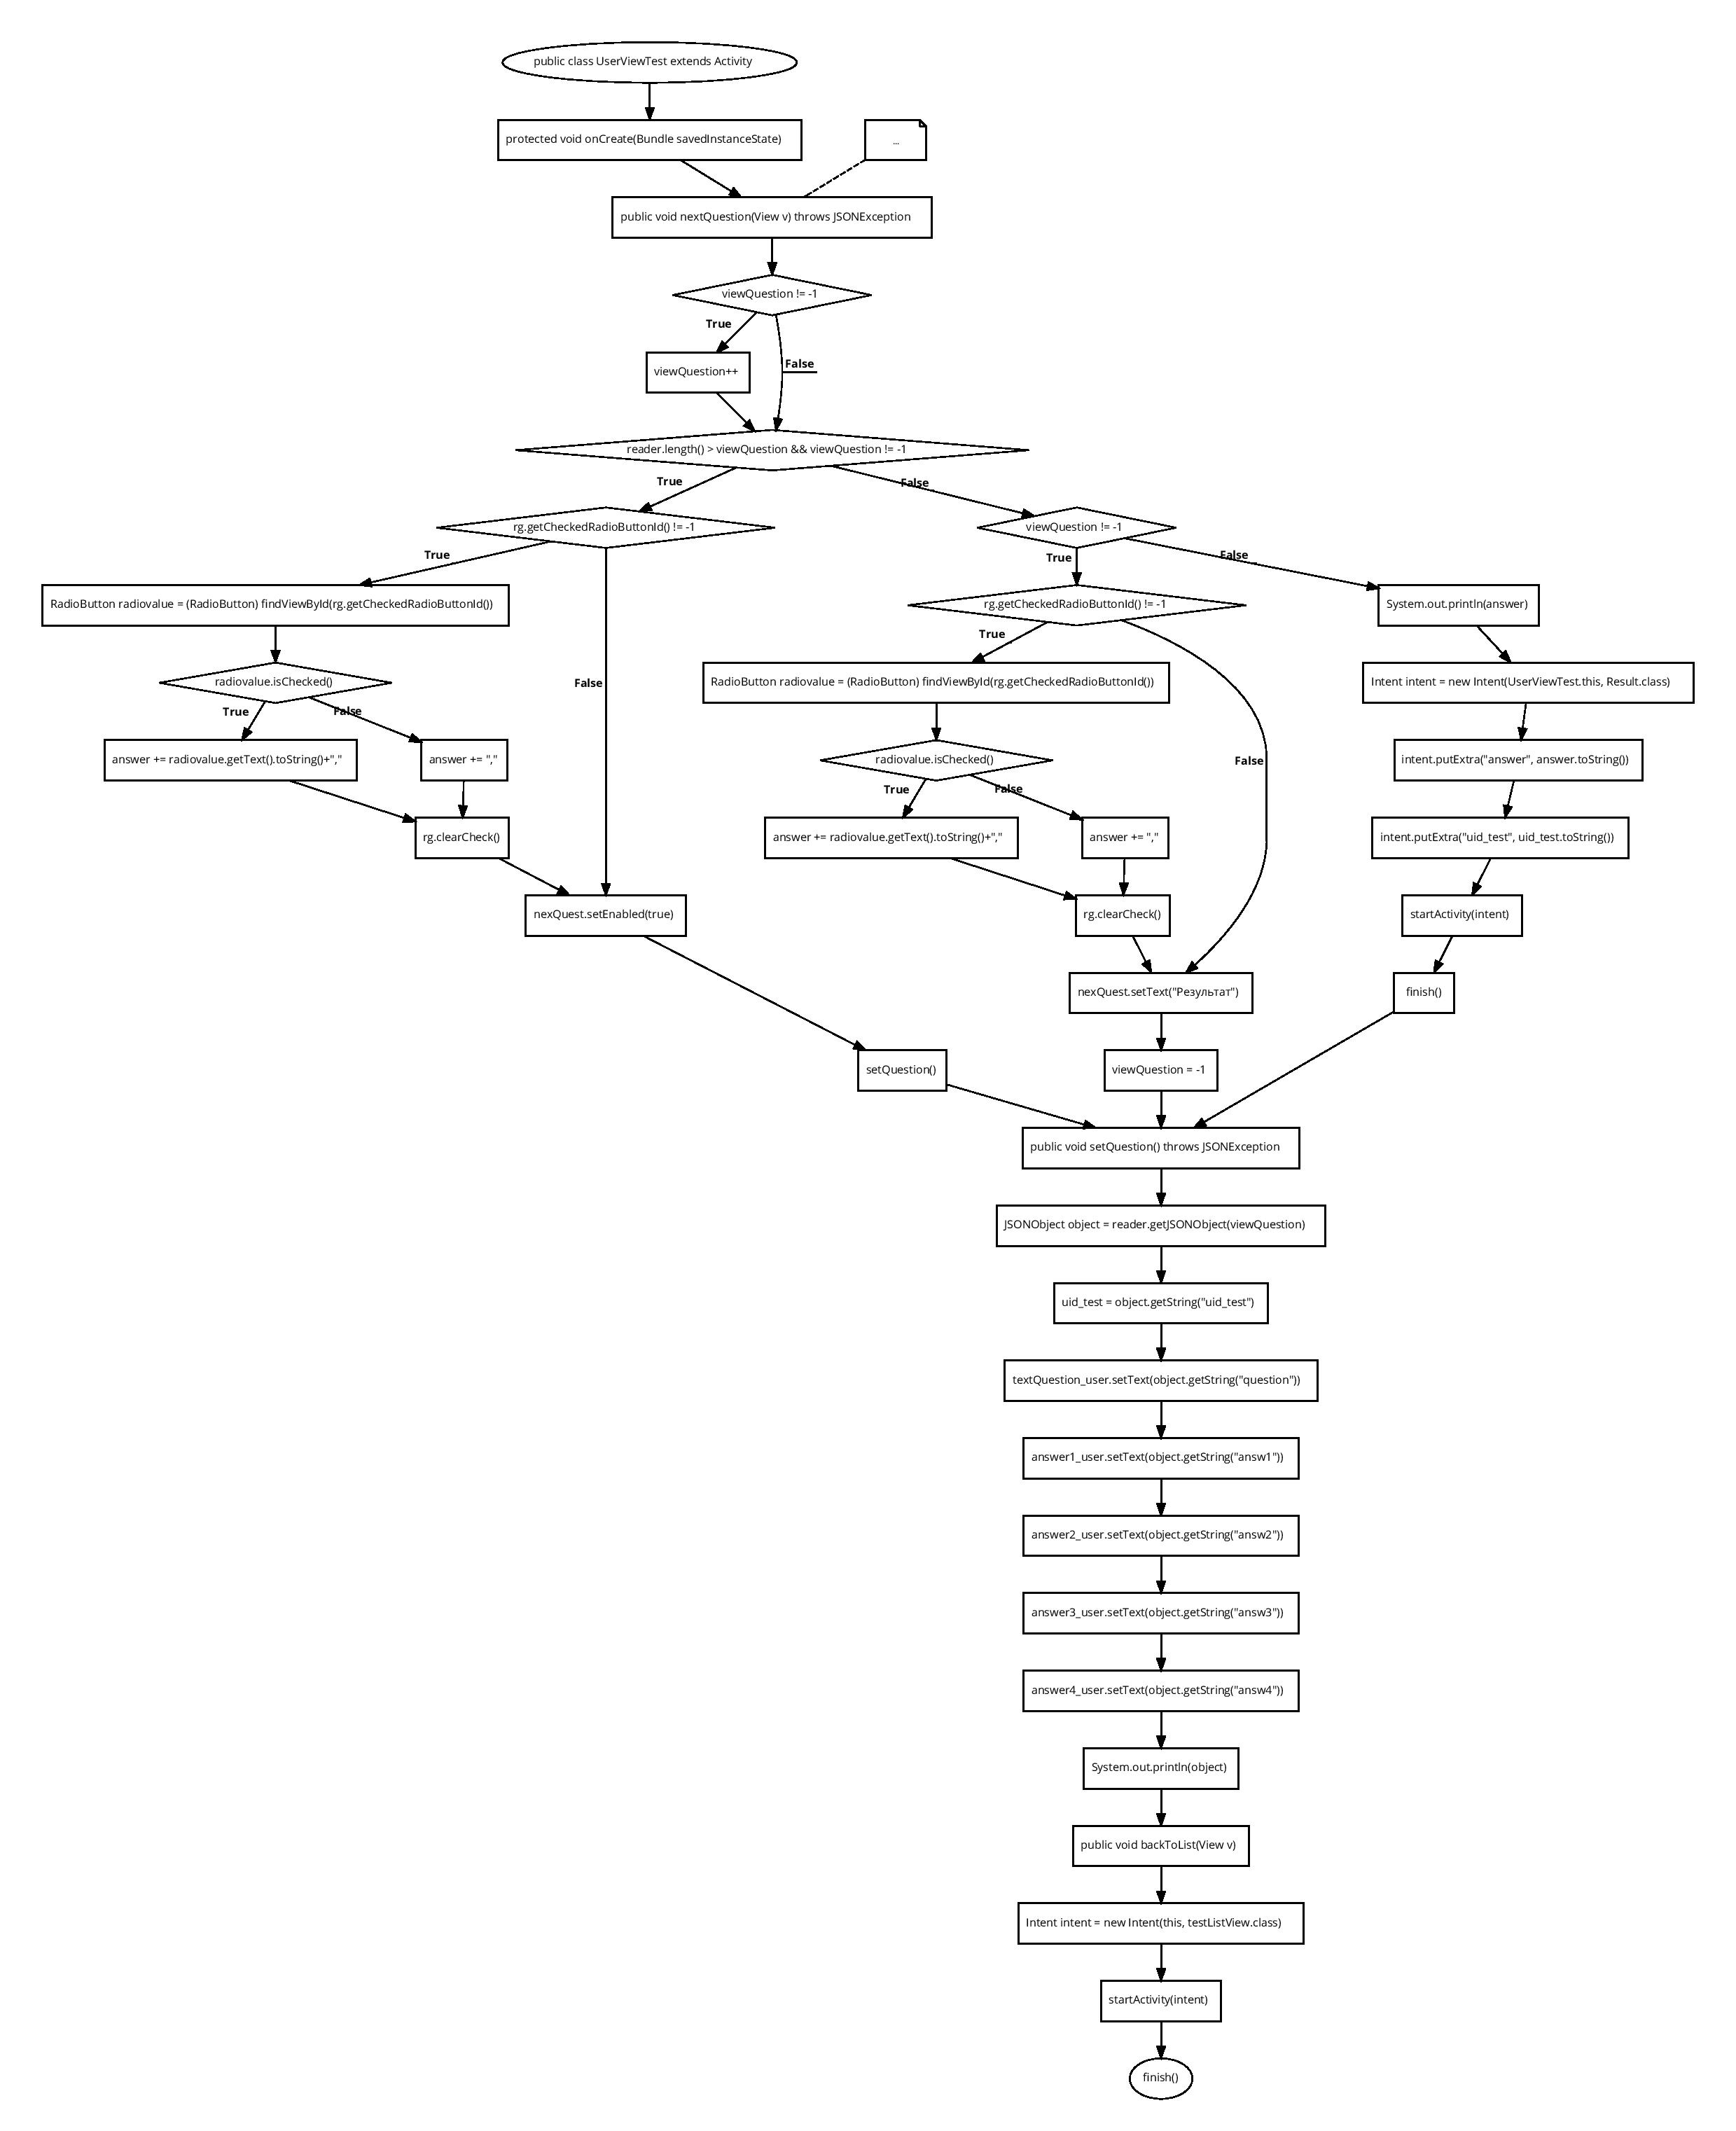 public class UserViewTest extends Activity
protected void onCreate(Bundle savedInstanceState)
...
public void nextQuestion(View v) throws JSONException
viewQuestion != -1
True
viewQuestion++
False
reader.length() > viewQuestion && viewQuestion != -1
True
False
rg.getCheckedRadioButtonId() != -1
viewQuestion != -1
True
True
False
RadioButton radiovalue = (RadioButton) findViewById(rg.getCheckedRadioButtonId())
rg.getCheckedRadioButtonId() != -1
System.out.println(answer)
True
radiovalue.isChecked()
False
RadioButton radiovalue = (RadioButton) findViewById(rg.getCheckedRadioButtonId())
Intent intent = new Intent(UserViewTest.this, Result.class)
True
False
answer += radiovalue.getText().toString()+","
answer += ","
radiovalue.isChecked()
False
intent.putExtra("answer", answer.toString())
True
False
rg.clearCheck()
answer += radiovalue.getText().toString()+","
answer += ","
intent.putExtra("uid_test", uid_test.toString())
nexQuest.setEnabled(true)
rg.clearCheck()
startActivity(intent)
nexQuest.setText("Результат")
finish()
setQuestion()
viewQuestion = -1
public void setQuestion() throws JSONException
JSONObject object = reader.getJSONObject(viewQuestion)
uid_test = object.getString("uid_test")
textQuestion_user.setText(object.getString("question"))
answer1_user.setText(object.getString("answ1"))
answer2_user.setText(object.getString("answ2"))
answer3_user.setText(object.getString("answ3"))
answer4_user.setText(object.getString("answ4"))
System.out.println(object)
public void backToList(View v)
Intent intent = new Intent(this, testListView.class)
startActivity(intent)
finish()